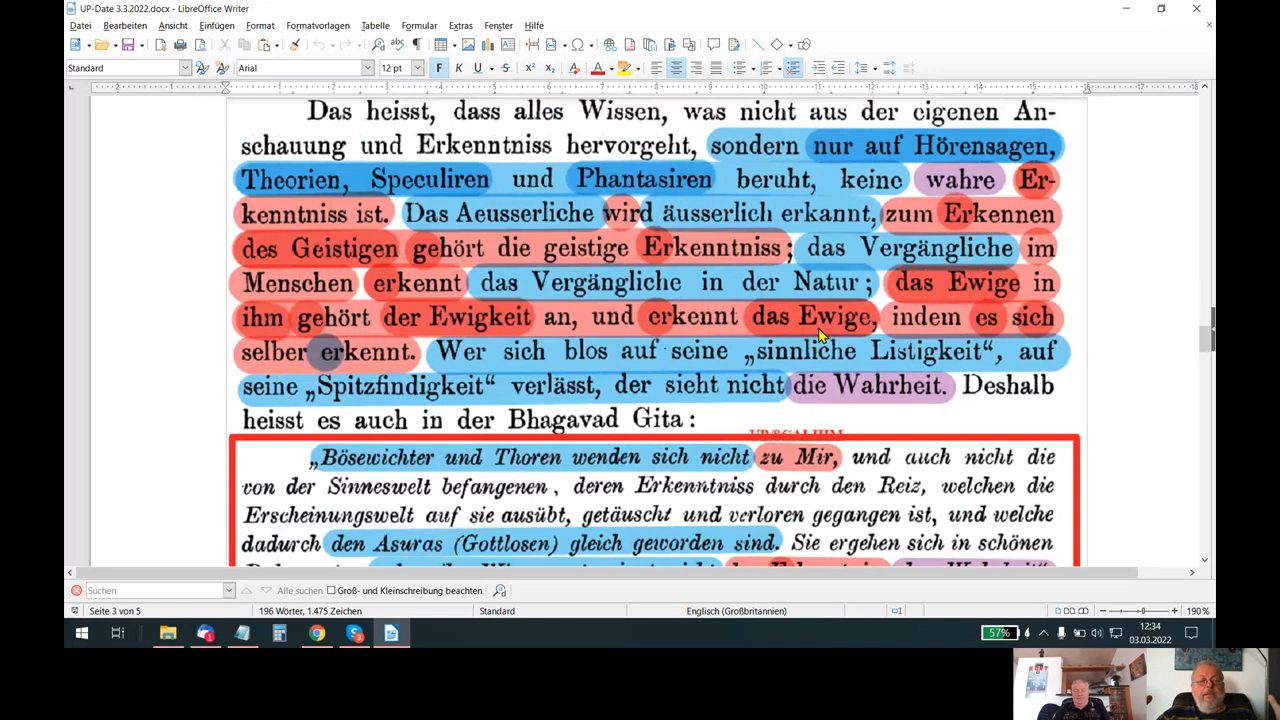 UP-Date 3.3.2022.docx - LibreOffice Writer
Datei Bearbeiten Ansicht Einfügen Format Formatvorlagen Tabelle Formular Extras Fenster Hilfe
Standard Arial 12 pt F K U S
Das heisst, dass alles Wissen, was nicht aus der eigenen An-
schauung und Erkenntniss hervorgeht, sondern nur auf Hörensagen,
Theorien, Speculiren und Phantasiren beruht, keine wahre Er-
kenntniss ist. Das Aeusserliche wird äusserlich erkannt, zum Erkennen
des Geistigen gehört die geistige Erkenntniss; das Vergängliche im
Menschen erkennt das Vergängliche in der Natur; das Ewige in
ihm gehört der Ewigkeit an, und erkennt das Ewige, indem es sich
selber erkennt. Wer sich blos auf seine „sinnliche Listigkeit“, auf
seine „Spitzfindigkeit“ verlässt, der sieht nicht die Wahrheit. Deshalb
heisst es auch in der Bhagavad Gita:
„Bösewichter und Thoren wenden sich nicht zu Mir, und auch nicht die
von der Sinneswelt befangenen, deren Erkenntniss durch den Reiz, welchen die
Erscheinungswelt auf sie ausübt, getäuscht und verloren gegangen ist, und welche
dadurch den Asuras (Gottlosen) gleich geworden sind. Sie ergehen sich in schönen
Suchen Alle suchen Groß- und Kleinschreibung beachten
Seite 3 von 5 196 Wörter, 1.475 Zeichen Standard Englisch (Großbritannien) 190%
57% 12:34
03.03.2022